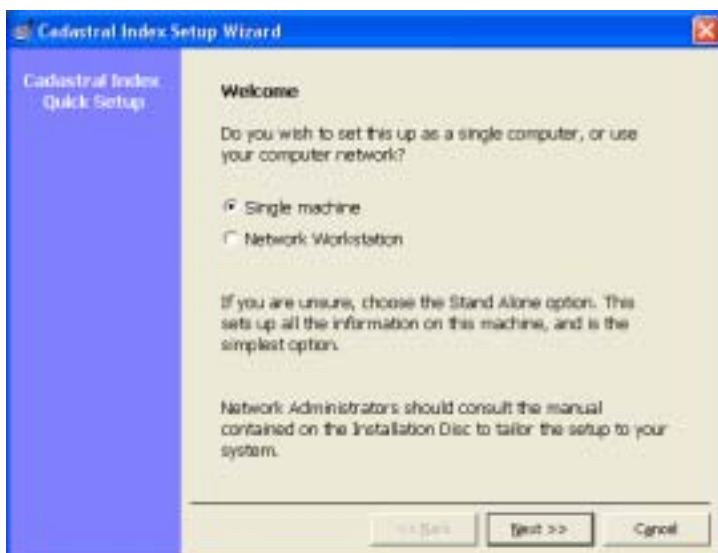 Cadastral Index Setup Wizard
Cadastral Index
Quick Setup
Welcome
Do you wish to set this up as a single computer, or use
your computer network?
Single machine
Network Workstation
If you are unsure, choose the Stand Alone option. This
sets up all the information on this machine, and is the
simplest option.
Network Administrators should consult the manual
contained on the Installation Disc to tailor the setup to your
system.
<< Back
Next >>
Cancel